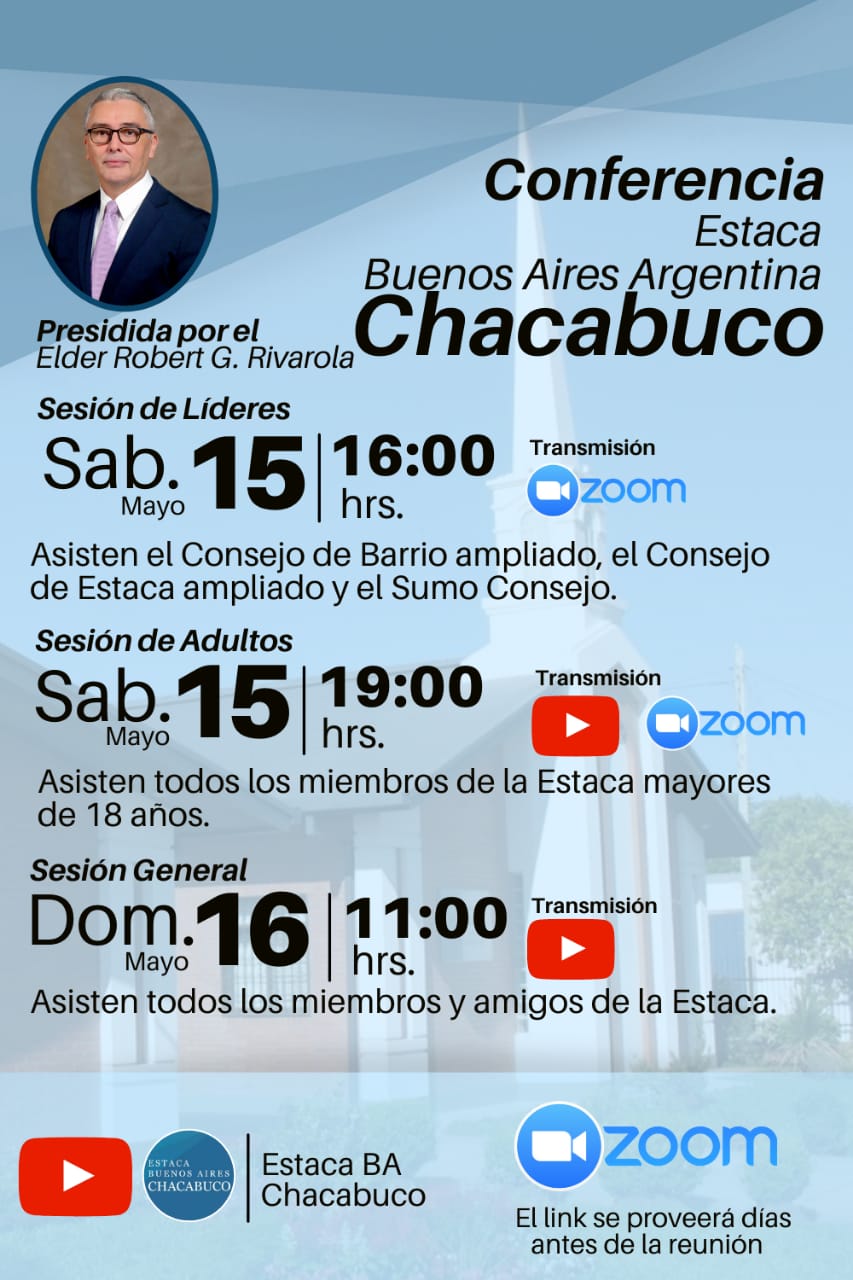 Conferencia
Estaca
Buenos Aires Argentina
Chacabuco
Presidida por el
Elder Robert G. Rivarola
Sesión de Líderes
Sab. 15 16:00
Mayo hrs.
Transmisión
zoom
Asisten el Consejo de Barrio ampliado, el Consejo
de Estaca ampliado y el Sumo Consejo.
Sesión de Adultos
Sab. 15 19:00
Mayo hrs.
Transmisión
zoom
Asisten todos los miembros de la Estaca mayores
de 18 años.
Sesión General
Dom. 16 11:00
Mayo hrs.
Transmisión
Asisten todos los miembros y amigos de la Estaca.
ESTACA
BUENOS AIRES
CHACABUCO
Estaca BA
Chacabuco
zoom
El link se proveerá días
antes de la reunión